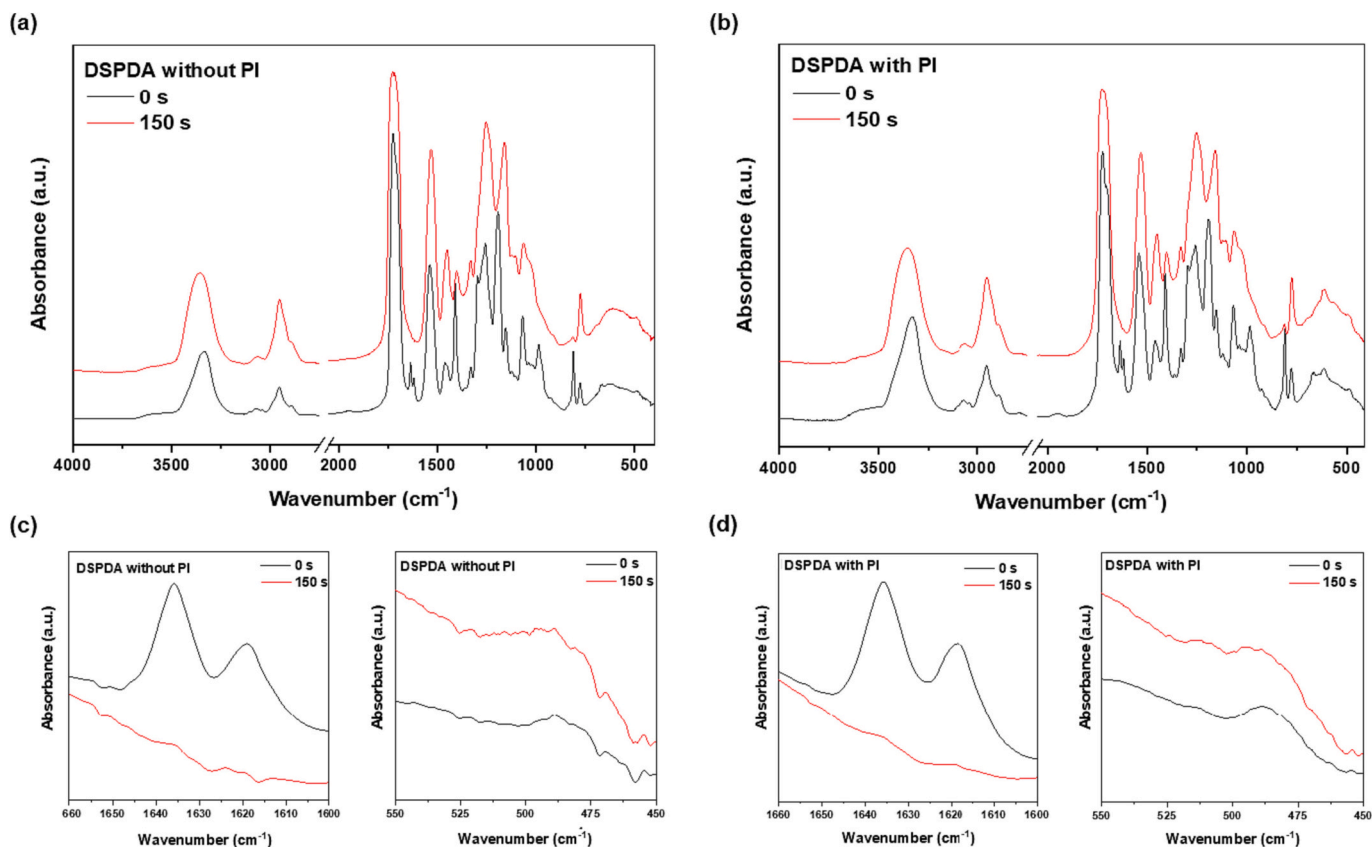 (a)
DSPDA without PI
0 s
150 s
Absorbance (a.u.)
4000 3500 3000 2000 1500 1000 500
Wavenumber (cm-1)
(b)
DSPDA with PI
0 s
150 s
Absorbance (a.u.)
4000 3500 3000 2000 1500 1000 500
Wavenumber (cm-1)
(c)
DSPDA without PI
0 s
150 s
Absorbance (a.u.)
1660 1650 1640 1630 1620 1610 1600
Wavenumber (cm-1)
DSPDA without PI
0 s
150 s
Absorbance (a.u.)
550 525 500 475 450
Wavenumber (cm-1)
(d)
DSPDA with PI
0 s
150 s
Absorbance (a.u.)
1660 1650 1640 1630 1620 1610 1600
Wavenumber (cm-1)
DSPDA with PI
0 s
150 s
Absorbance (a.u.)
550 525 500 475 450
Wavenumber (cm-1)